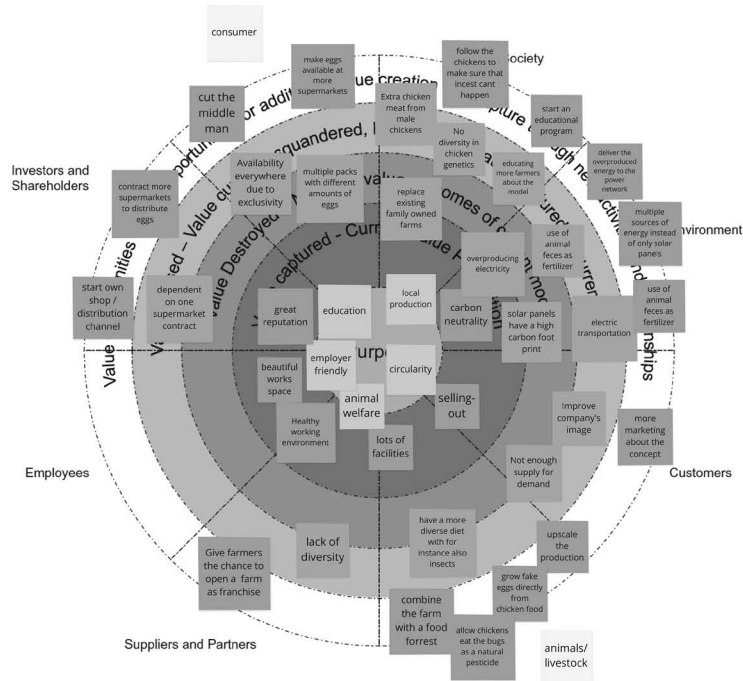 consumer
make eggs
available at
more
supermarkets
follow the
chickens to
make sure that
incest cant
happen
ociety
cut the
middle
man
Extra chicken
meat from
male
chickens
No
diversity in
chicken
genetics
start an
educational
program
deliver the
overproduced
energy to the
power
network
Investors and
Shareholders
contract more
supermarkets
to distribute
eggs
Availability
everywhere
due to
exclusivity
multiple packs
with different
amounts of
eggs
replace
existing
family owned
farms
educating
more farmers
about the
model
multiple
sources of
energy instead
of only solar
panels
nvironment
use of
animal
feces as
fertilizer
overproducing
electricity
start own
shop /
distribution
channel
dependent on
one
supermarket
contract
great
reputation
education
local
production
carbon
neutrality
solar panels
have a high
carbon foot
print
electric
transportation
use of
animal
feces as
fertilizer
Value
urpo
employer
friendly
circularity
beautiful
works
space
animal
welfare
selling-
out
Healthy
working
environment
lots of
facilities
Improve
company's
image
more
marketing
about the
concept
Employees
Customers
Not enough
supply for
demand
Give farmers
the chance to
open a farm
as franchise
lack of
diversity
have a more
diverse diet
with for
instance also
insects
upscale
the
production
grow fake
eggs directly
from
chicken food
combine
the farm
with a food
forrest
allow chickens
eat the bugs
as a natural
pesticide
Suppliers and Partners
animals/
livestock